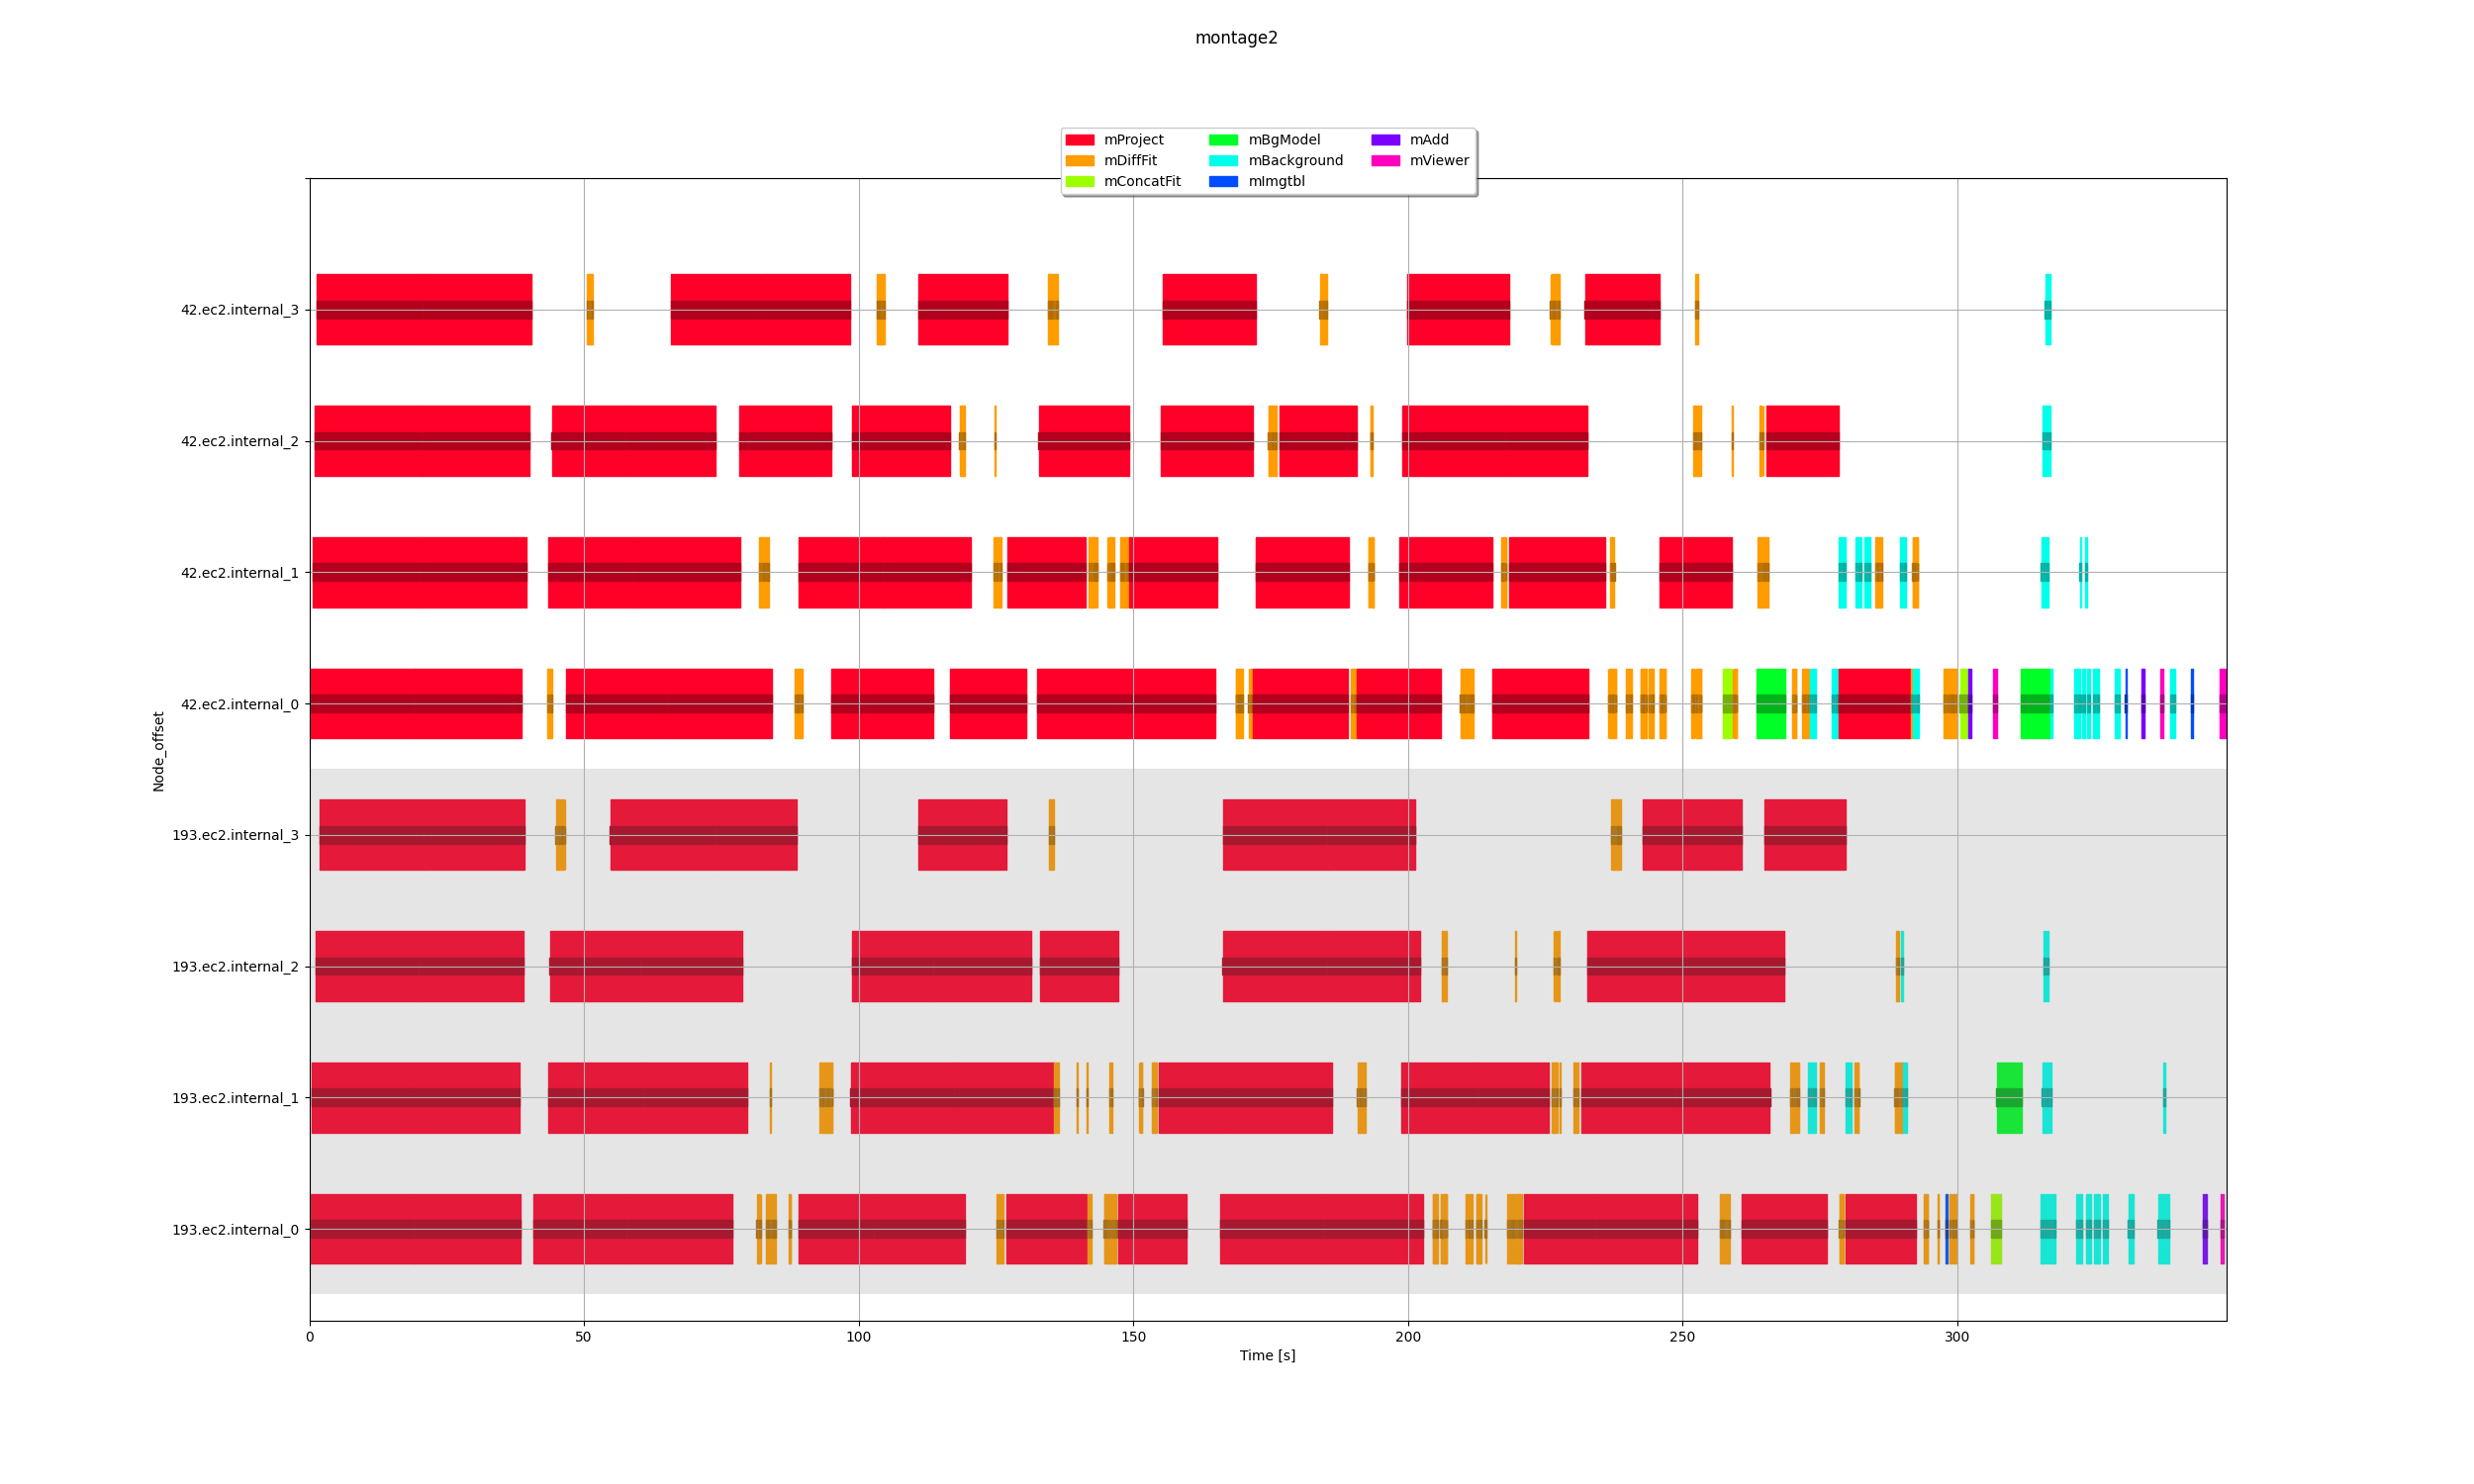 montage2
mProject mBgModel mAdd
mDiffFit mBackground mViewer
mConcatFit mImgtbl
42.ec2.internal_3
42.ec2.internal_2
42.ec2.internal_1
42.ec2.internal_0
193.ec2.internal_3
193.ec2.internal_2
193.ec2.internal_1
193.ec2.internal_0
Node_offset
0 50 100 150 200 250 300
Time [s]